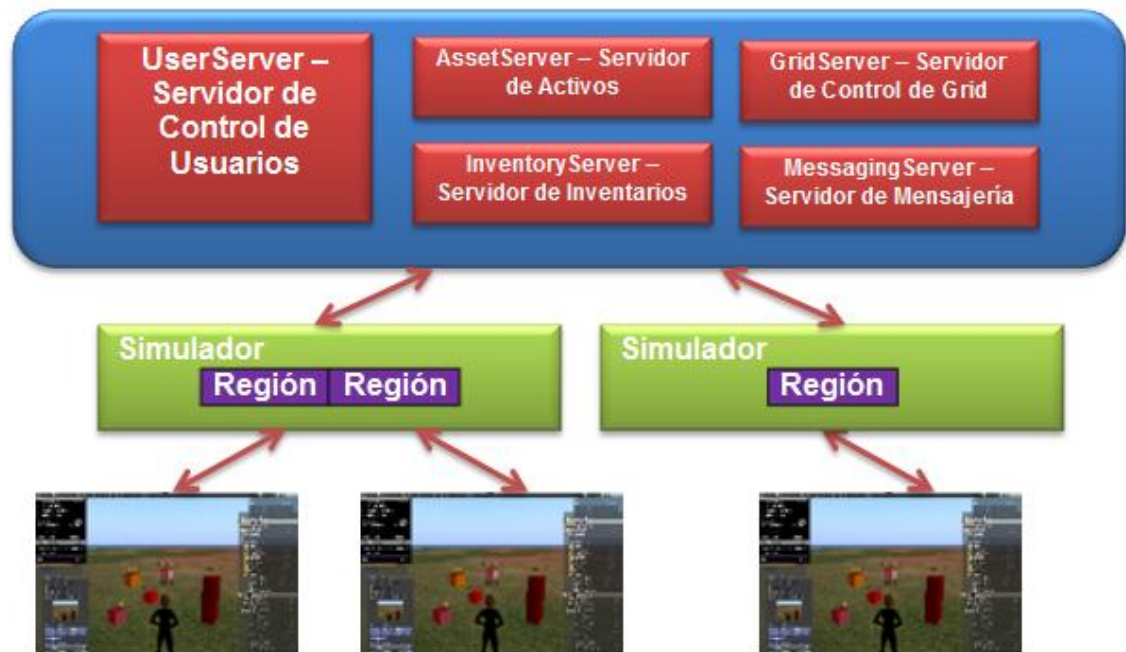 UserServer –
Servidor de
Control de
Usuarios
AssetServer – Servidor
de Activos
GridServer – Servidor
de Control de Grid
InventoryServer –
Servidor de Inventarios
MessagingServer –
Servidor de Mensajería
Simulador
Región
Región
Simulador
Región